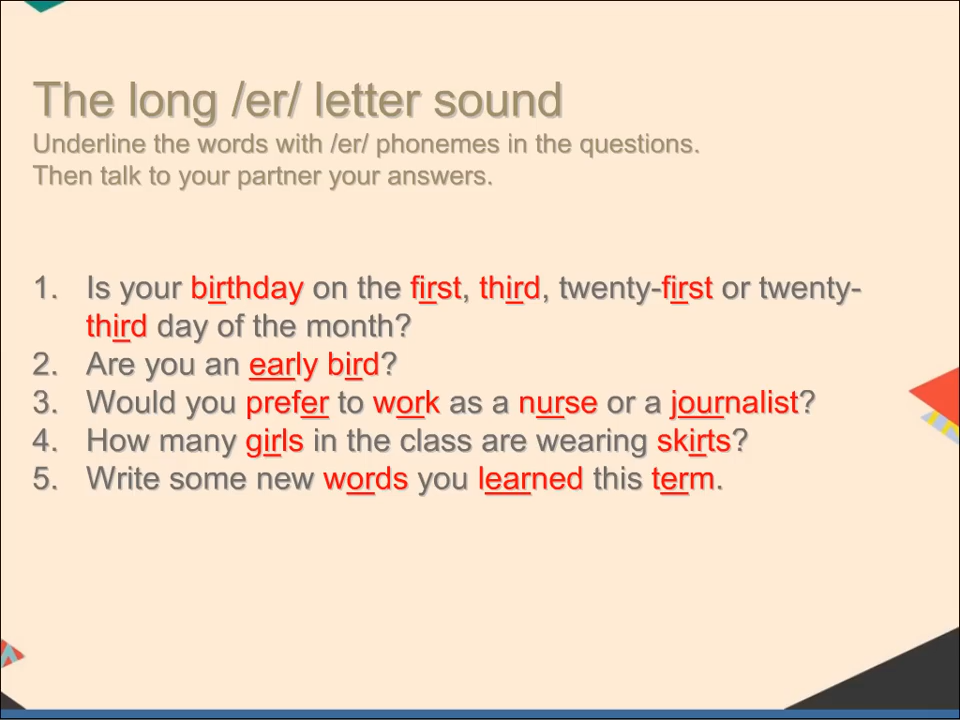 The long /er/ letter sound
Underline the words with /er/ phonemes in the questions.
Then talk to your partner your answers.
1. Is your birthday on the first, third, twenty-first or twenty-
third day of the month?
2. Are you an early bird?
3. Would you prefer to work as a nurse or a journalist?
4. How many girls in the class are wearing skirts?
5. Write some new words you learned this term.